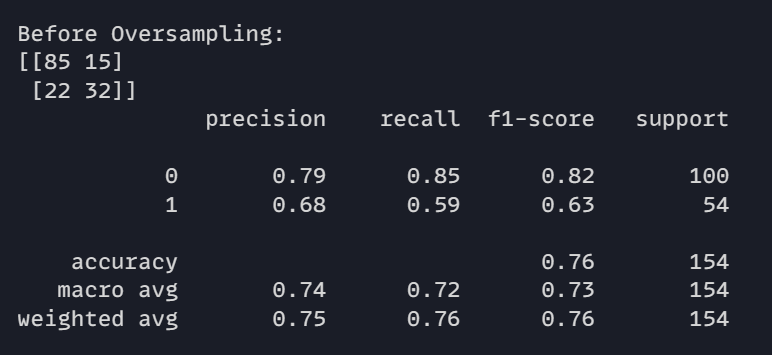 Before Oversampling:
[[85 15]
 [22 32]]
              precision    recall  f1-score   support

           0       0.79      0.85      0.82       100
           1       0.68      0.59      0.63        54

    accuracy                           0.76       154
   macro avg       0.74      0.72      0.73       154
weighted avg       0.75      0.76      0.76       154